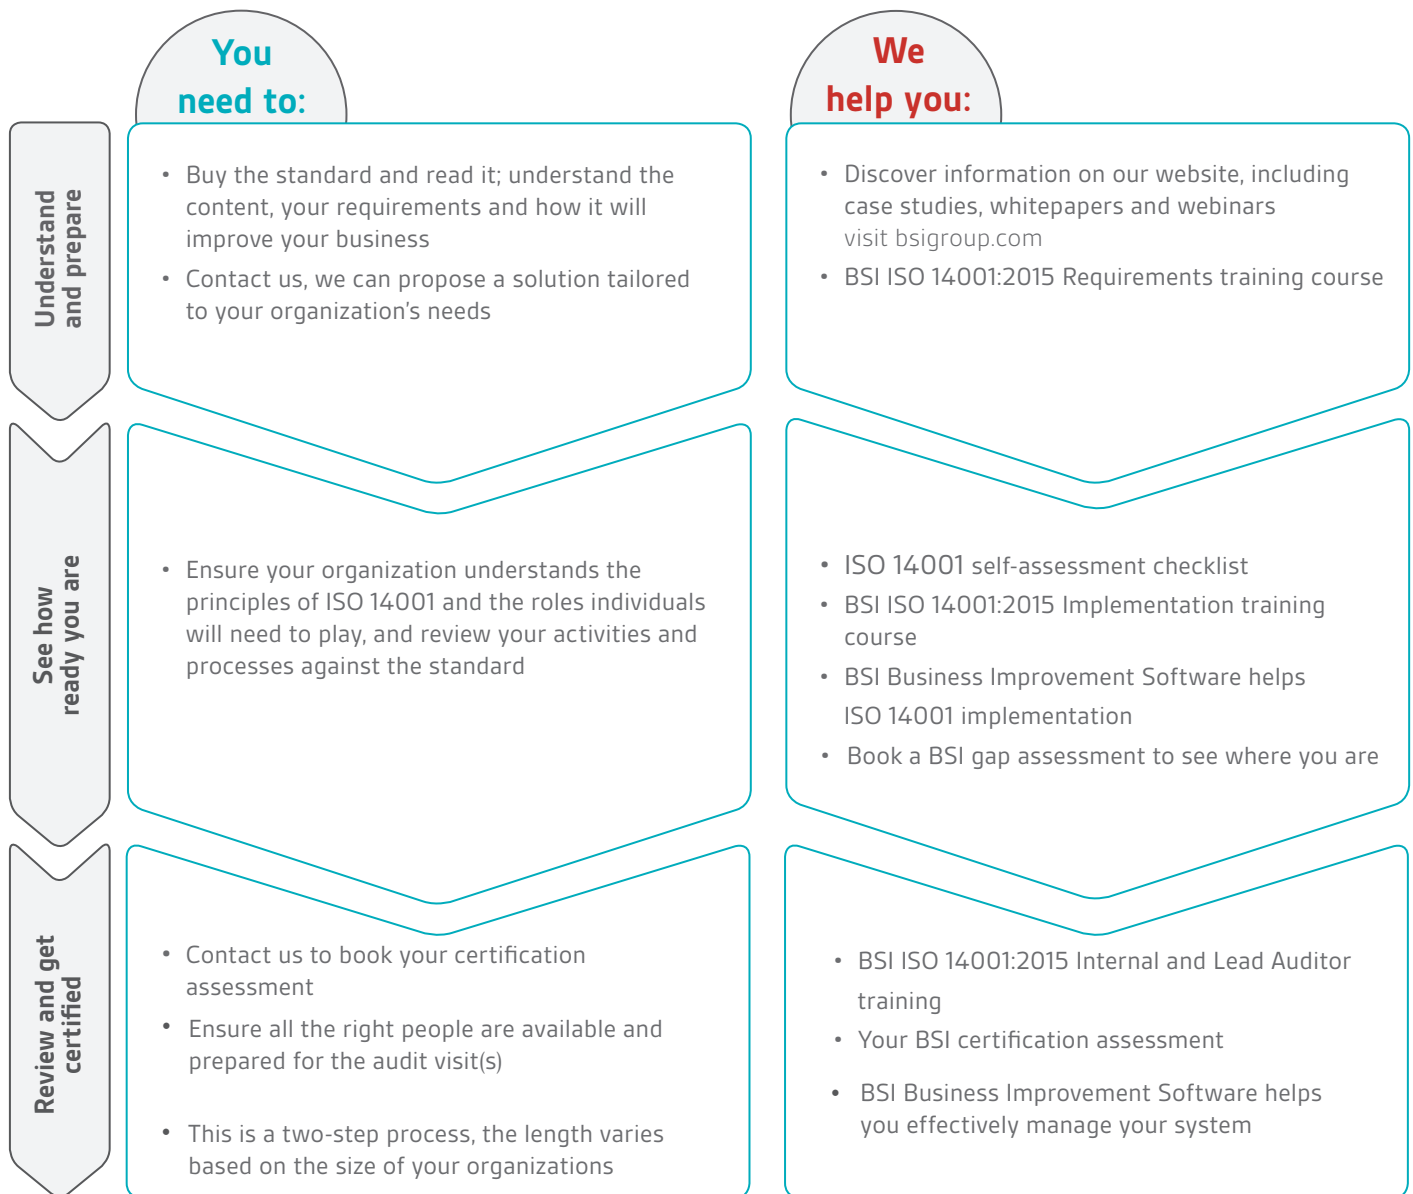 You
need to:
We
help you:
Understand
and prepare
• Buy the standard and read it; understand the
content, your requirements and how it will
improve your business
• Contact us, we can propose a solution tailored
to your organization's needs
• Discover information on our website, including
case studies, whitepapers and webinars
visit bsigroup.com
• BSI ISO 14001:2015 Requirements training course
See how
ready you are
• Ensure your organization understands the
principles of ISO 14001 and the roles individuals
will need to play, and review your activities and
processes against the standard
• ISO 14001 self-assessment checklist
• BSI ISO 14001:2015 Implementation training
course
• BSI Business Improvement Software helps
ISO 14001 implementation
• Book a BSI gap assessment to see where you are
Review and get
certified
• Contact us to book your certification
assessment
• Ensure all the right people are available and
prepared for the audit visit(s)
• This is a two-step process, the length varies
based on the size of your organizations
• BSI ISO 14001:2015 Internal and Lead Auditor
training
• Your BSI certification assessment
• BSI Business Improvement Software helps
you effectively manage your system